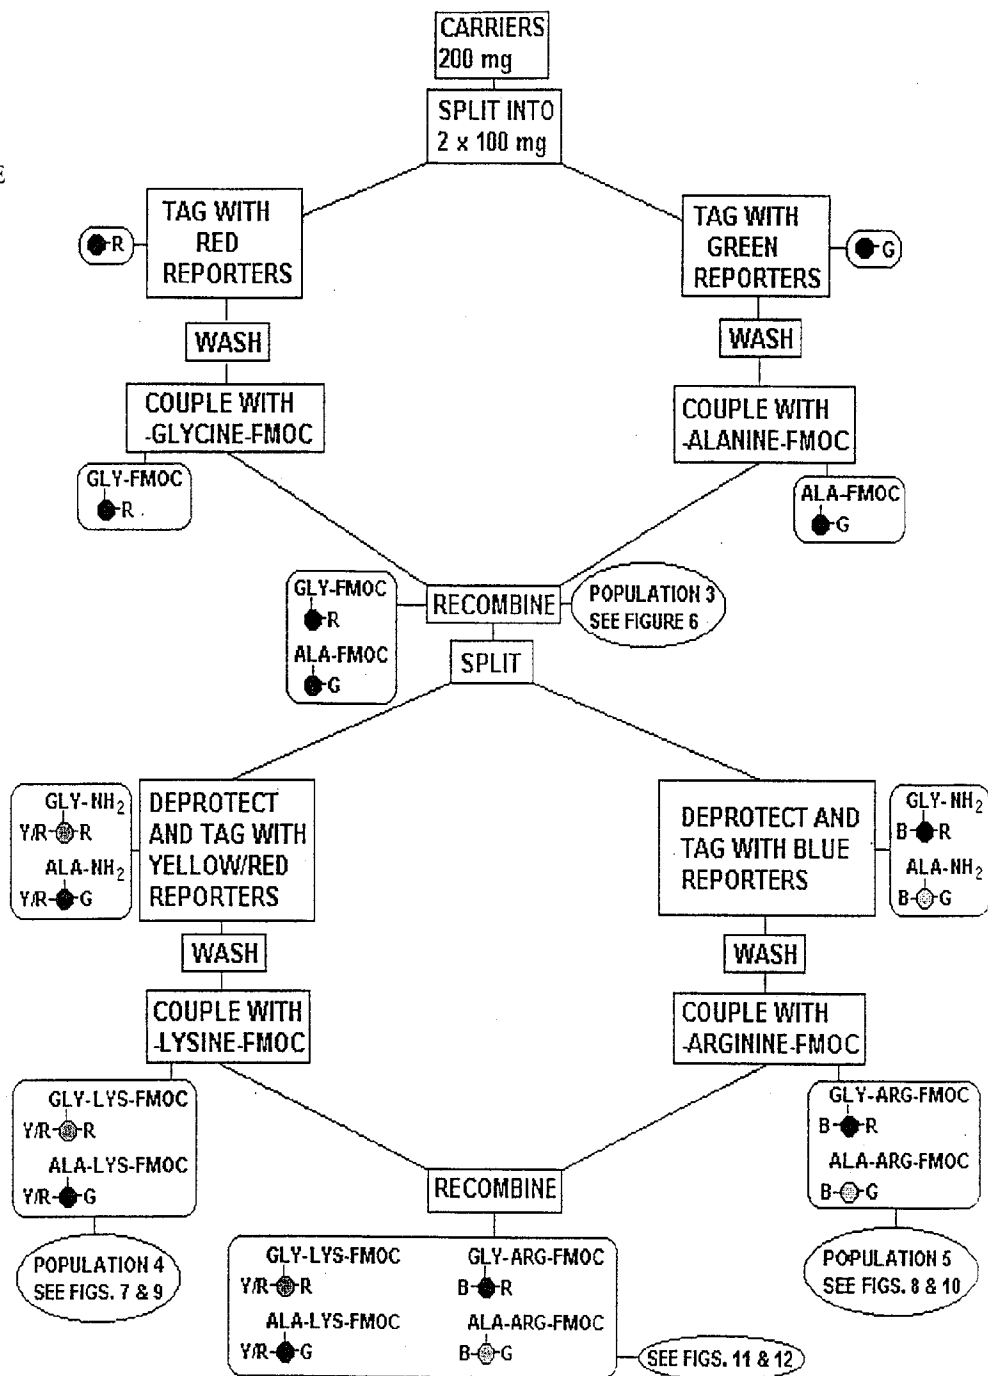 CARRIERS
200 mg
SPLIT INTO
2 x 100 mg
E
TAG WITH
RED
REPORTERS
R
TAG WITH
GREEN
REPORTERS
G
WASH
WASH
COUPLE WITH
-GLYCINE-FMOC
COUPLE WITH
-ALANINE-FMOC
GLY-FMOC
R
ALA-FMOC
G
GLY-FMOC
R
ALA-FMOC
G
RECOMBINE
POPULATION 3
SEE FIGURE 6
SPLIT
GLY-NH2
Y/R R
ALA-NH2
Y/R G
DEPROTECT
AND TAG WITH
YELLOW/RED
REPORTERS
DEPROTECT AND
TAG WITH BLUE
REPORTERS
GLY-NH2
B R
ALA-NH2
B G
WASH
WASH
COUPLE WITH
-LYSINE-FMOC
COUPLE WITH
-ARGININE-FMOC
GLY-LYS-FMOC
Y/R R
ALA-LYS-FMOC
Y/R G
GLY-ARG-FMOC
B R
ALA-ARG-FMOC
B G
RECOMBINE
POPULATION 4
SEE FIGS. 7 & 9
POPULATION 5
SEE FIGS. 8 & 10
GLY-LYS-FMOC GLY-ARG-FMOC
Y/R R B R
ALA-LYS-FMOC ALA-ARG-FMOC
Y/R G B G
SEE FIGS. 11 & 12